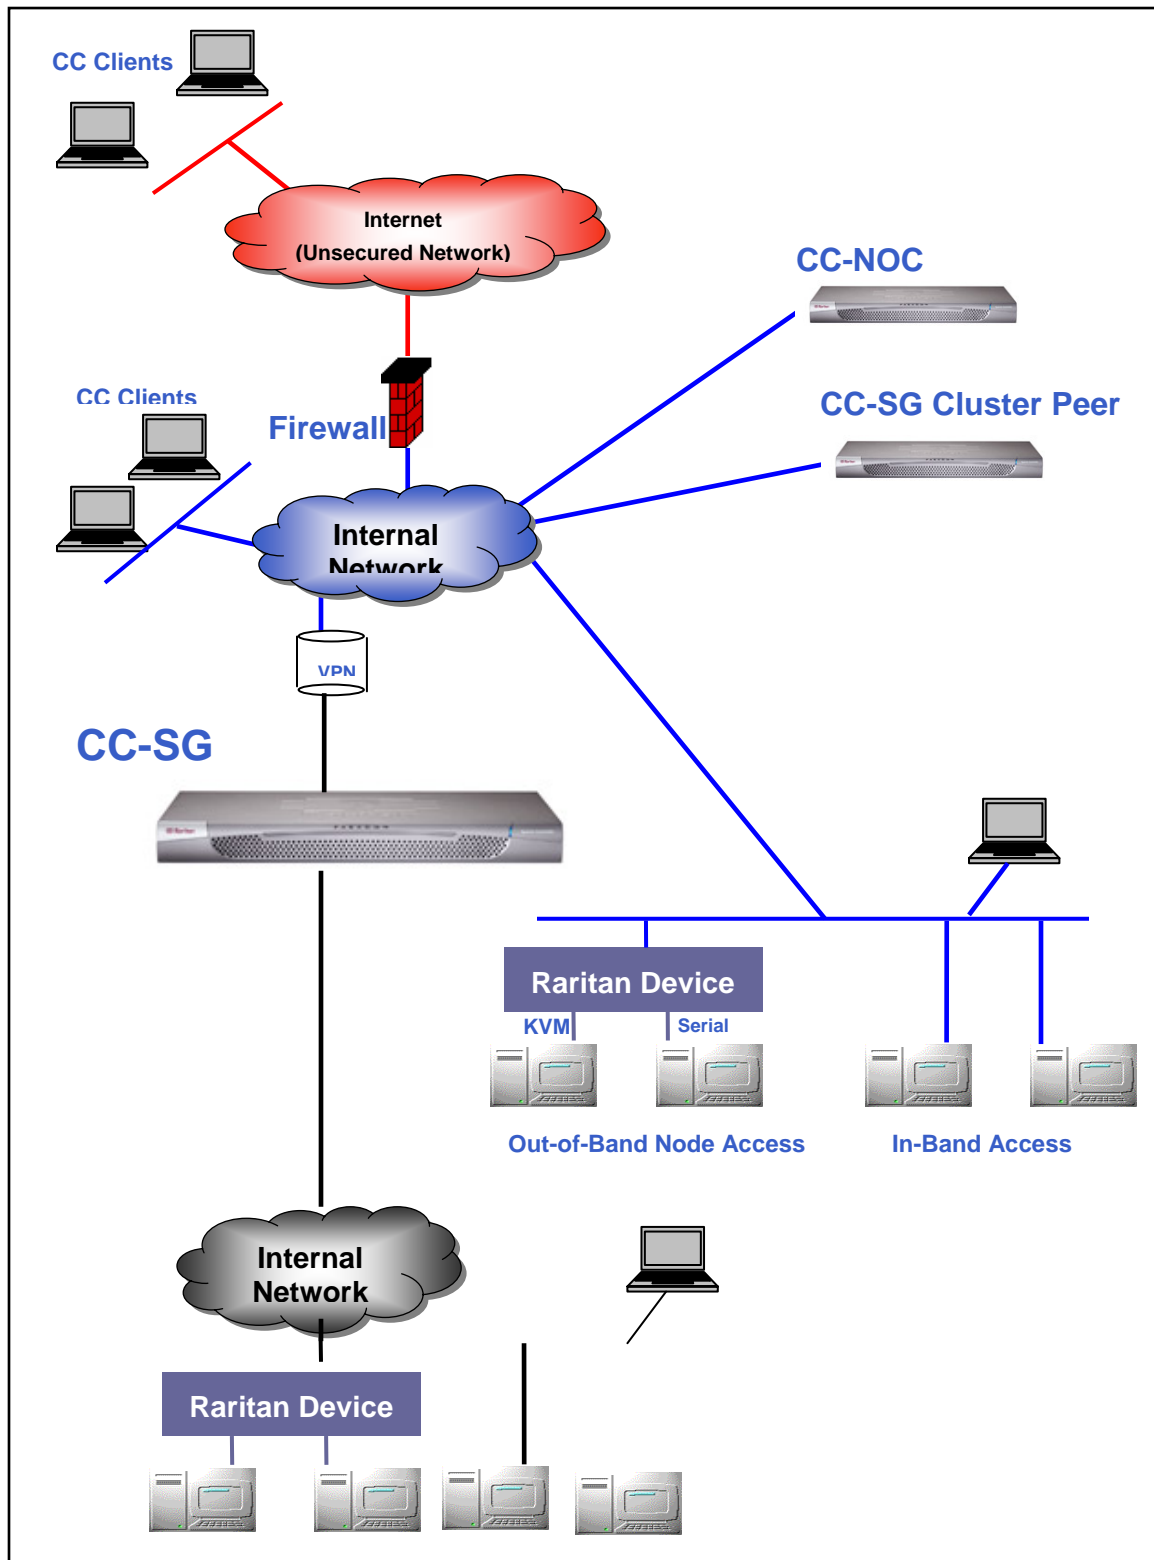 CC Clients
Internet
(Unsecured Network)
CC-NOC
CC Clients
Firewall
CC-SG Cluster Peer
Internal
Network
VPN
CC-SG
Raritan Device
KVM
Serial
Out-of-Band Node Access
In-Band Access
Internal
Network
Raritan Device